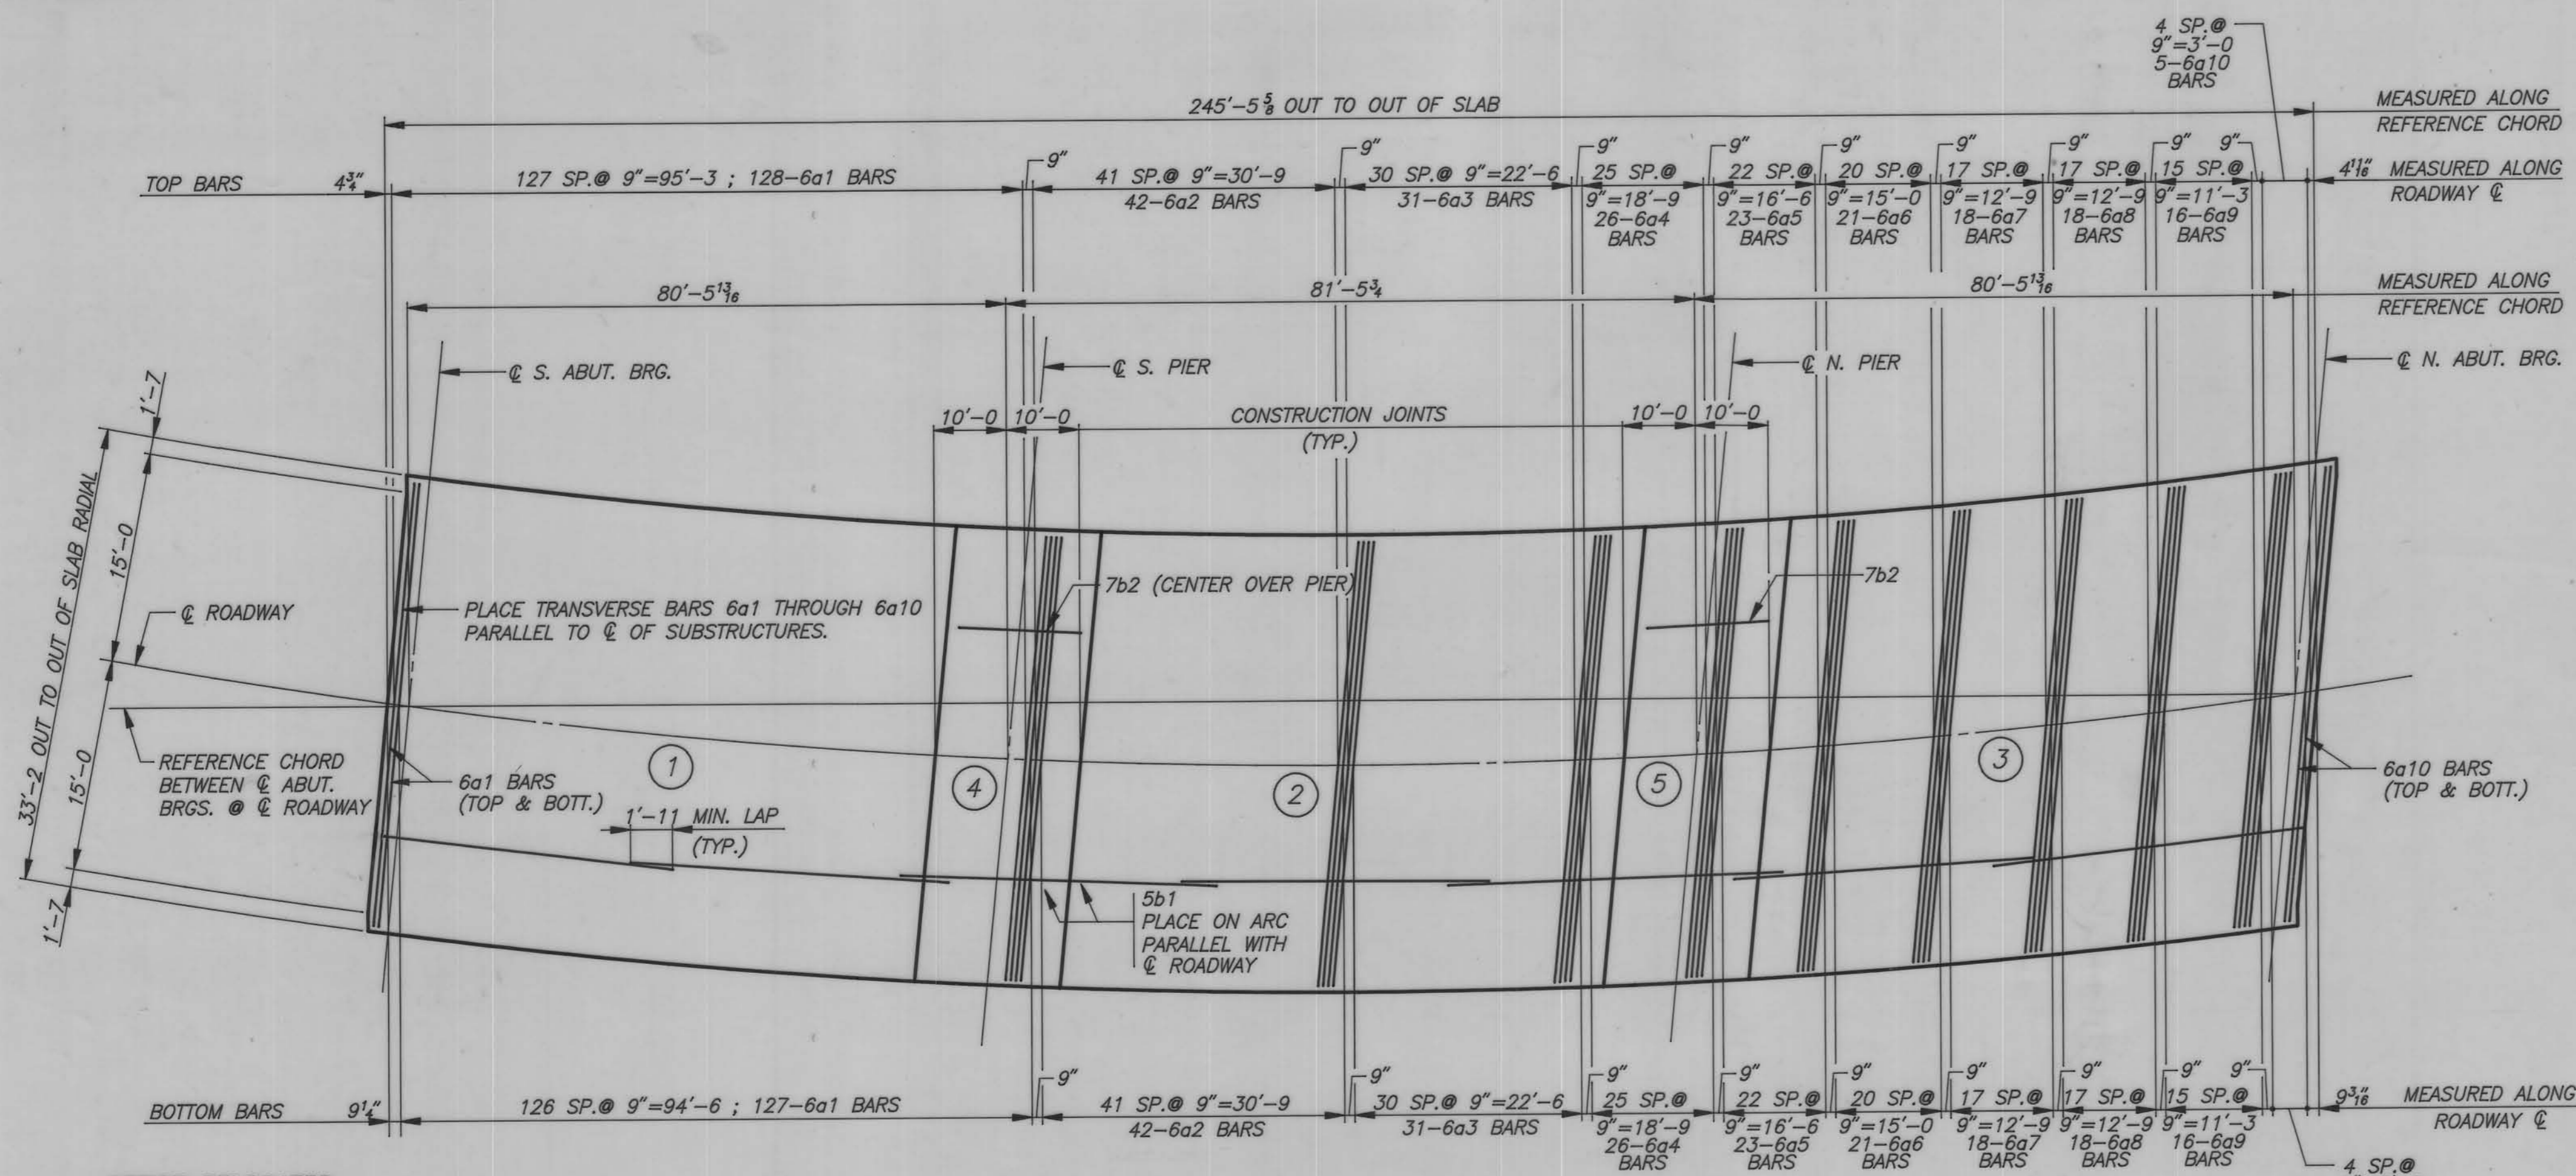 4 SP.@
9"=3'-0
5-6a10
BARS
245'-5 5/8 OUT TO OUT OF SLAB
MEASURED ALONG
REFERENCE CHORD
TOP BARS
4 3/4"
127 SP.@ 9"=95'-3 ; 128-6a1 BARS
9"
41 SP.@ 9"=30'-9
42-6a2 BARS
9"
30 SP.@ 9"=22'-6
31-6a3 BARS
9"
25 SP.@
9"=18'-9
26-6a4
BARS
9"
22 SP.@
9"=16'-6
23-6a5
BARS
9"
20 SP.@
9"=15'-0
21-6a6
BARS
9"
17 SP.@
9"=12'-9
18-6a7
BARS
9"
17 SP.@
9"=12'-9
18-6a8
BARS
9"
15 SP.@
9"=11'-3
16-6a9
BARS
9"
MEASURED ALONG
ROADWAY ℄
80'-5 13/16
81'-5 3/4
80'-5 13/16
MEASURED ALONG
REFERENCE CHORD
℄ S. ABUT. BRG.
℄ S. PIER
℄ N. PIER
℄ N. ABUT. BRG.
10'-0
10'-0
CONSTRUCTION JOINTS
(TYP.)
10'-0
10'-0
1'-7
15'-0
33'-2 OUT TO OUT OF SLAB RADIAL
15'-0
1'-7
℄ ROADWAY
PLACE TRANSVERSE BARS 6a1 THROUGH 6a10
PARALLEL TO ℄ OF SUBSTRUCTURES.
7b2 (CENTER OVER PIER)
7b2
REFERENCE CHORD
BETWEEN ℄ ABUT.
BRGS. @ ℄ ROADWAY
6a1 BARS
(TOP & BOTT.)
1
4
2
5
3
6a10 BARS
(TOP & BOTT.)
1'-11 MIN. LAP
(TYP.)
5b1
PLACE ON ARC
PARALLEL WITH
℄ ROADWAY
BOTTOM BARS
9 1/4"
126 SP.@ 9"=94'-6 ; 127-6a1 BARS
9"
41 SP.@ 9"=30'-9
42-6a2 BARS
9"
30 SP.@ 9"=22'-6
31-6a3 BARS
9"
25 SP.@
9"=18'-9
26-6a4
BARS
9"
22 SP.@
9"=16'-6
23-6a5
BARS
9"
20 SP.@
9"=15'-0
21-6a6
BARS
9"
17 SP.@
9"=12'-9
18-6a7
BARS
9"
17 SP.@
9"=12'-9
18-6a8
BARS
9"
15 SP.@
9"=11'-3
16-6a9
BARS
9"
9 3/16"
MEASURED ALONG
ROADWAY ℄
4 SP.@